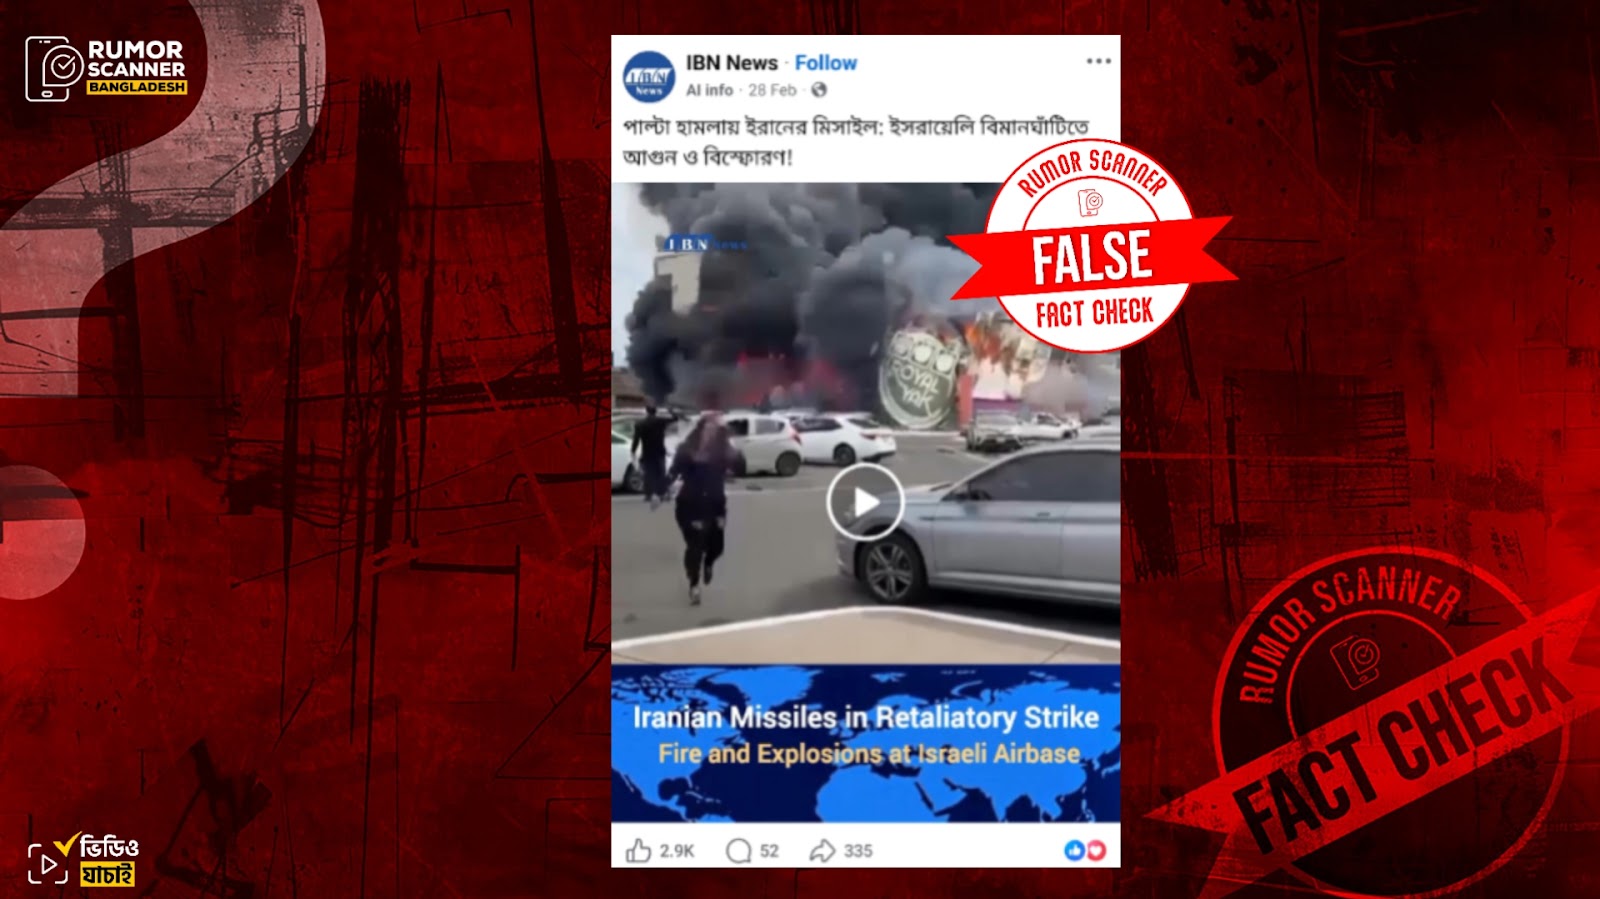 RUMOR
SCANNER
BANGLADESH
IBN News · Follow
AI info · 28 Feb ·
পাল্টা হামলায় ইরানের মিসাইল: ইসরায়েলি বিমানঘাঁটিতে
আগুন ও বিস্ফোরণ!
RUMOR SCANNER
FALSE
FACT CHECK
IBN News
ROYAL
YAK
Iranian Missiles in Retaliatory Strike
Fire and Explosions at Israeli Airbase
2.9K 52 335
RUMOR SCANNER
FACT CHECK
ভিডিও
যাচাই